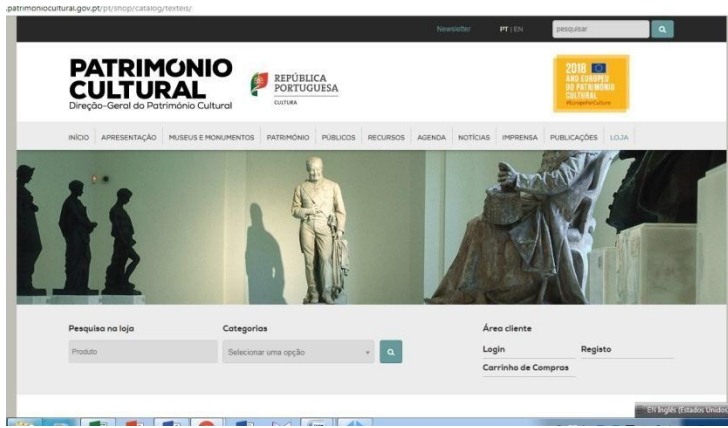 .patrimoniocultural.gov.pt/pt/shop/catalog/texteis/
Newsletter PT | EN pesquisar
PATRIMÓNIO
CULTURAL
Direção-Geral do Património Cultural
REPÚBLICA
PORTUGUESA
CULTURA
2018
ANO EUROPEU
DO PATRIMÓNIO
CULTURAL
#EuropeForCulture
INÍCIO APRESENTAÇÃO MUSEUS E MONUMENTOS PATRIMÓNIO PÚBLICOS RECURSOS AGENDA NOTÍCIAS IMPRENSA PUBLICAÇÕES LOJA
Pesquisa na loja Categorias Área cliente
Produto Selecionar uma opção Login Registo
Carrinho de Compras
EN Inglês (Estados Unidos